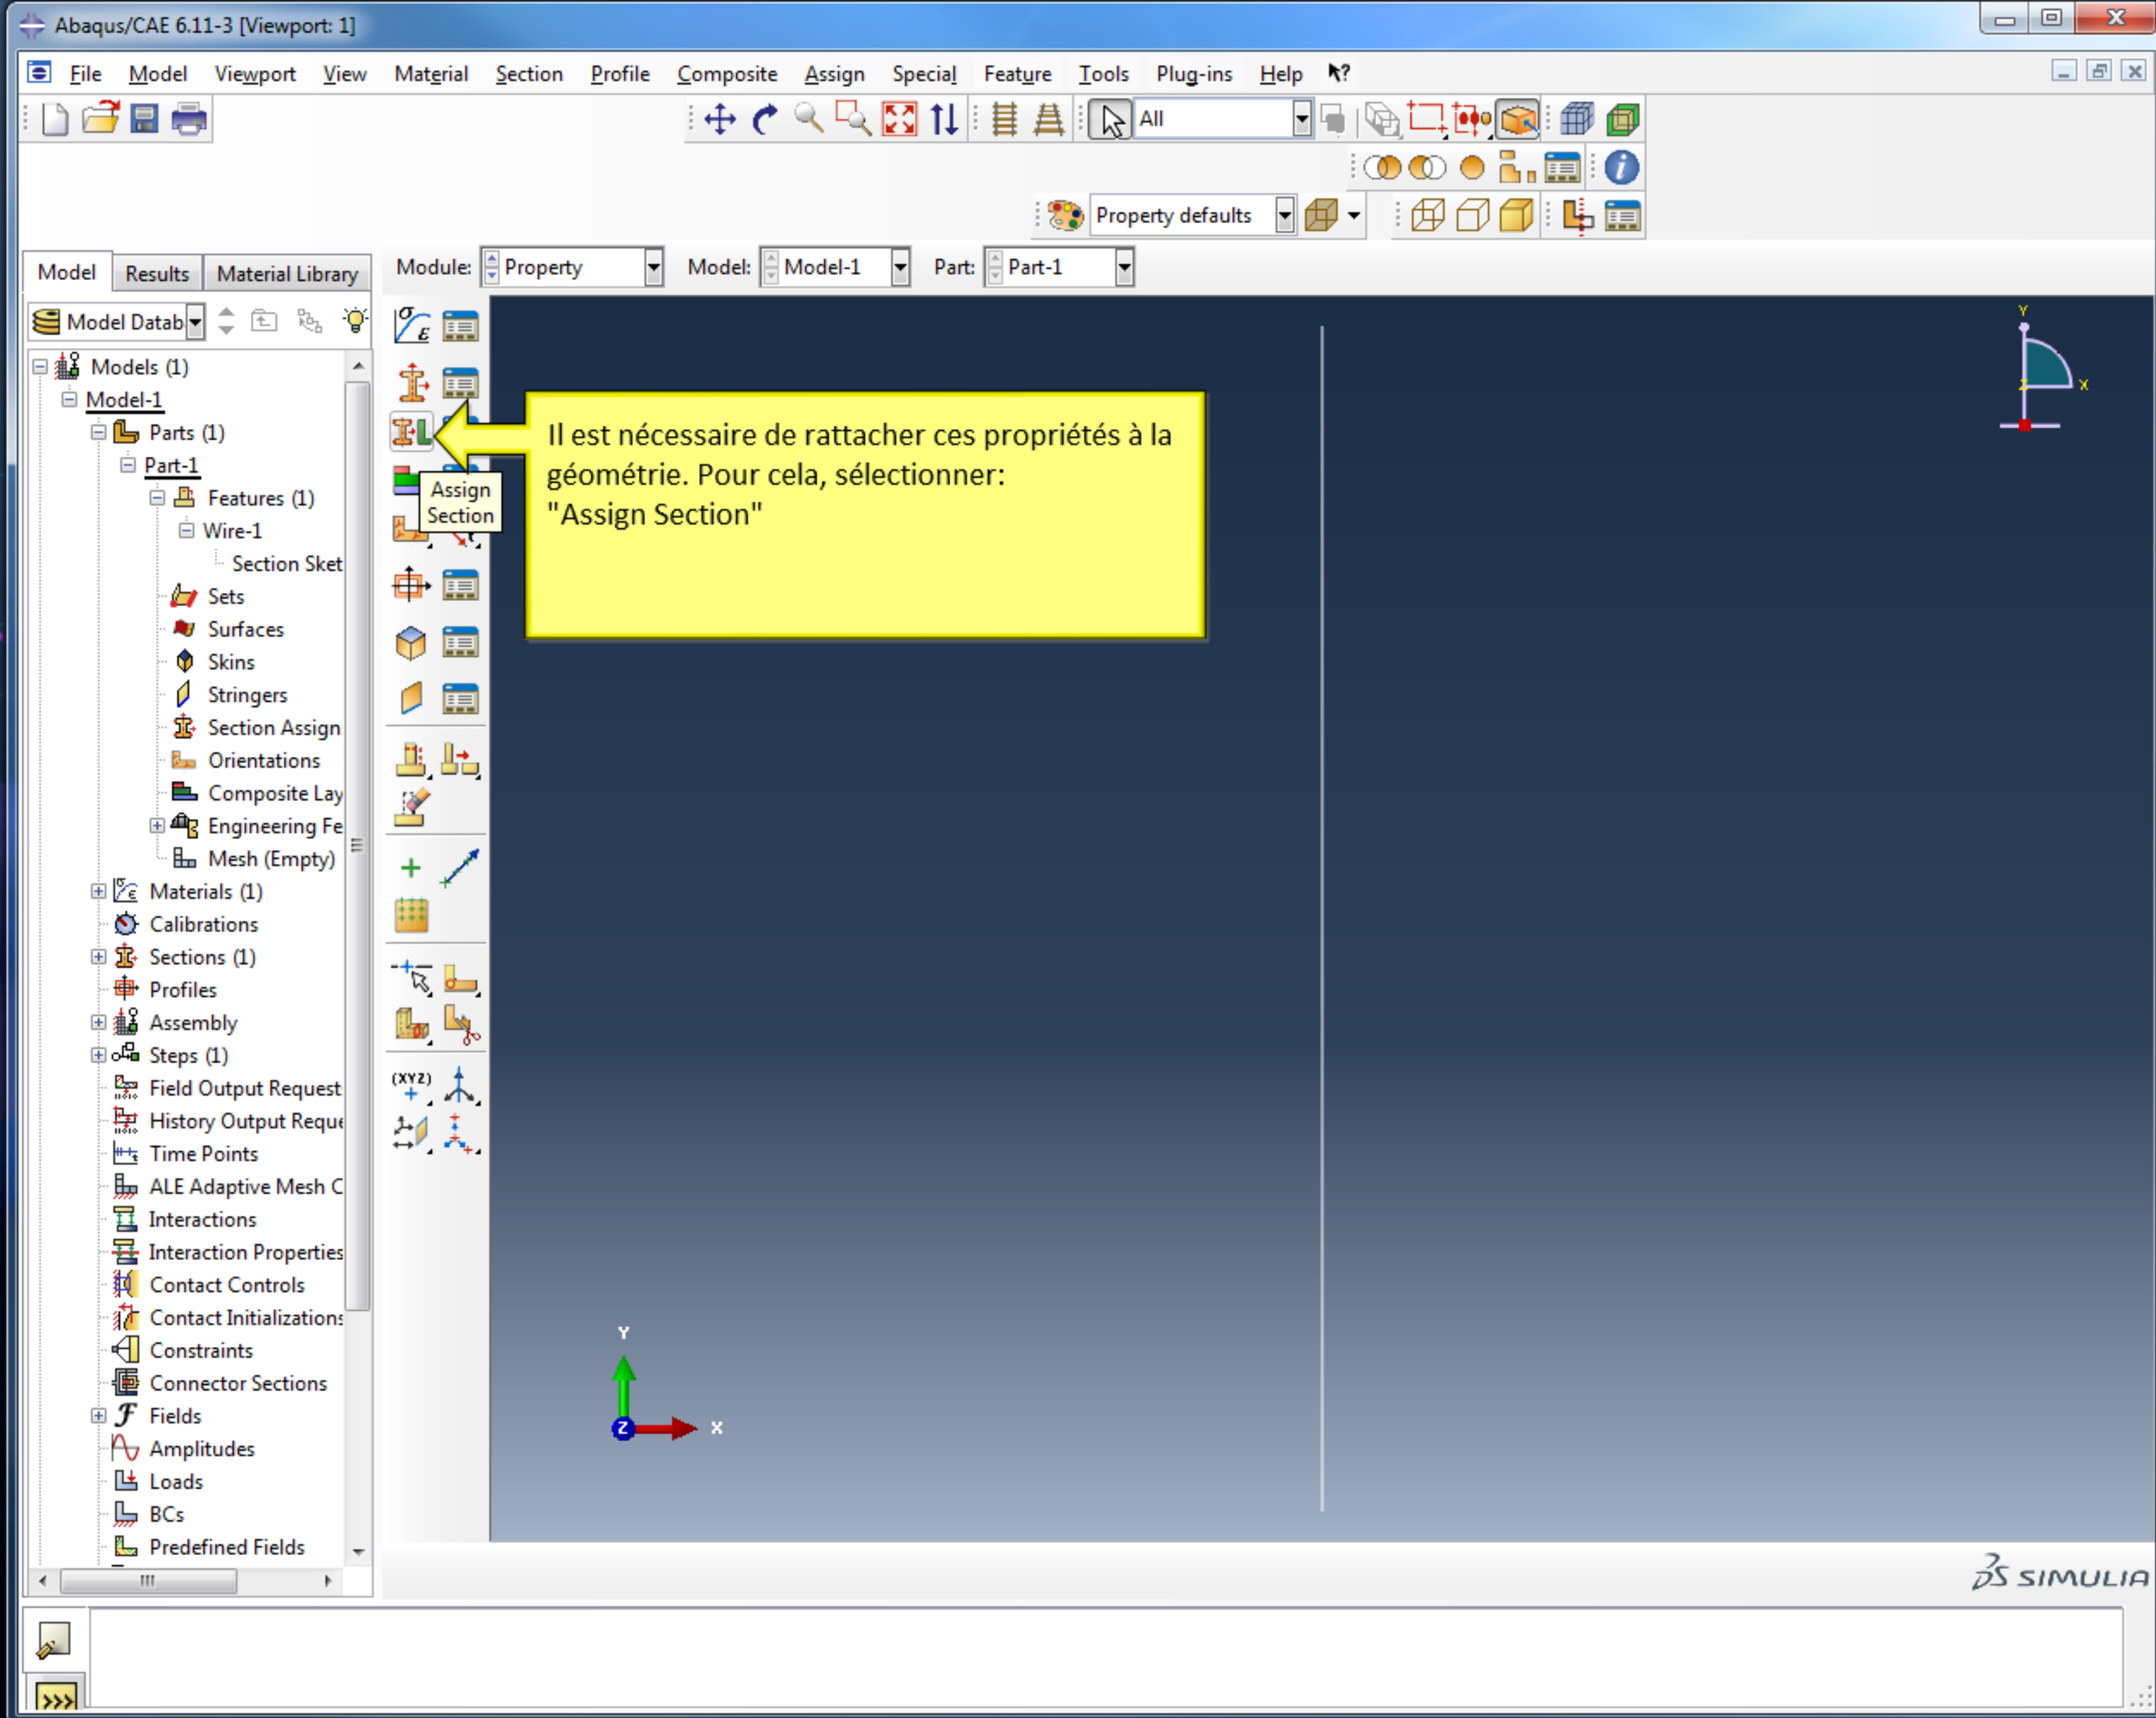 Abaqus/CAE 6.11-3 [Viewport: 1]
File Model Viewport View Material Section Profile Composite Assign Special Feature Tools Plug-ins Help ?
All
Property defaults
Model Results Material Library
Module: Property Model: Model-1 Part: Part-1
Model Datab
Models (1)
Model-1
Parts (1)
Part-1
Features (1)
Wire-1
Section Sket
Sets
Surfaces
Skins
Stringers
Section Assign
Orientations
Composite Lay
Engineering Fe
Mesh (Empty)
Materials (1)
Calibrations
Sections (1)
Profiles
Assembly
Steps (1)
Field Output Request
History Output Reque
Time Points
ALE Adaptive Mesh C
Interactions
Interaction Properties
Contact Controls
Contact Initializations
Constraints
Connector Sections
Fields
Amplitudes
Loads
BCs
Predefined Fields
σ
ε
Assign
Section
(XYZ)
Il est nécessaire de rattacher ces propriétés à la
géométrie. Pour cela, sélectionner:
"Assign Section"
Y
X
Z
Y
Z X
SIMULIA
>>>